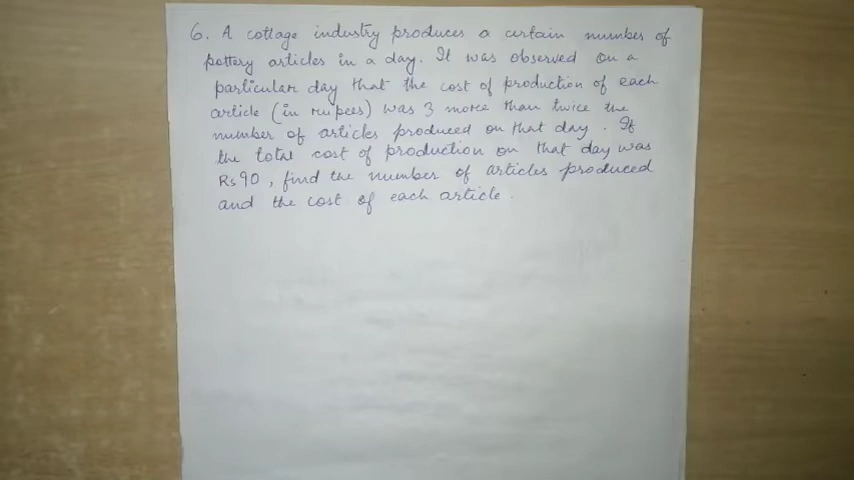 6. A cottage industry produces a certain number of
pottery articles in a day. It was observed on a
particular day that the cost of production of each
article (in rupees) was 3 more than twice the
number of articles produced on that day. If
the total cost of production on that day was
Rs 90, find the number of articles produced
and the cost of each article.